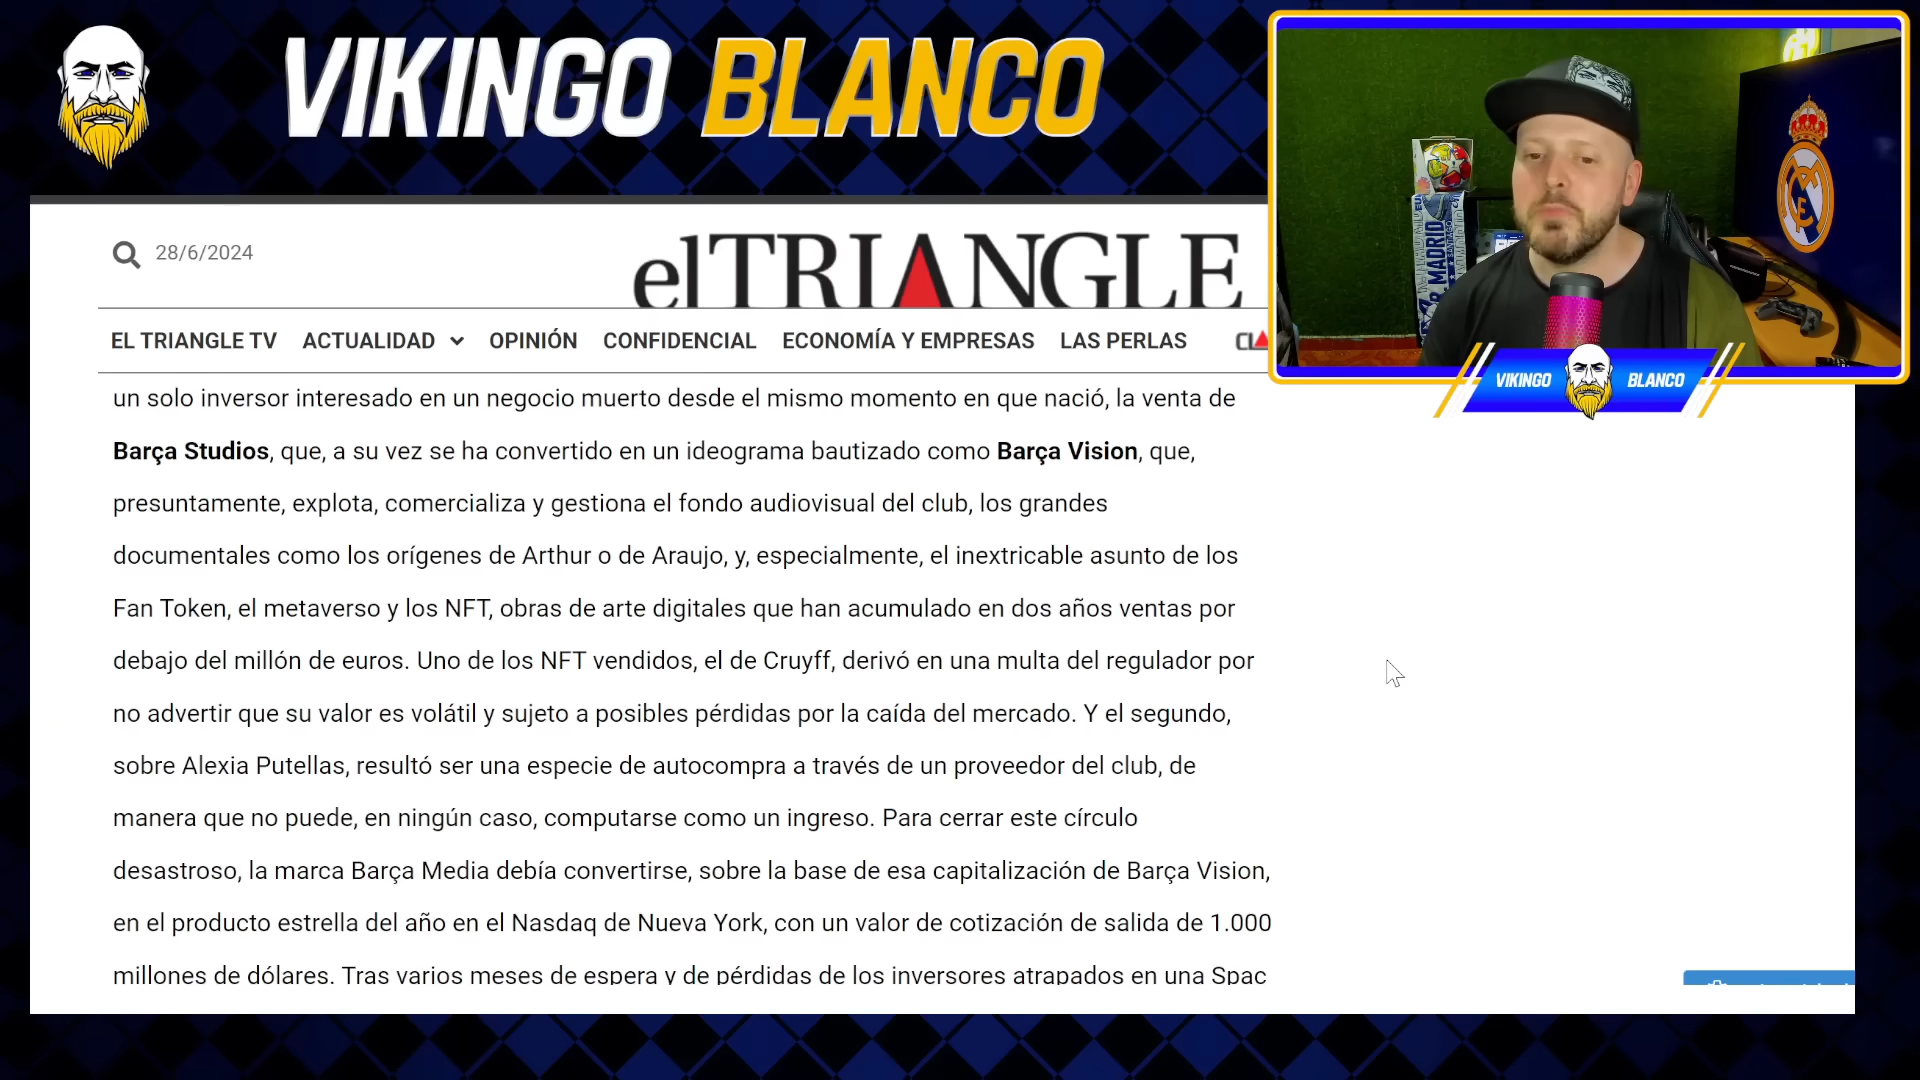 VIKINGO BLANCO
28/6/2024
elTRIANGLE
EL TRIANGLE TV ACTUALIDAD OPINIÓN CONFIDENCIAL ECONOMÍA Y EMPRESAS LAS PERLAS
un solo inversor interesado en un negocio muerto desde el mismo momento en que nació, la venta de
Barça Studios, que, a su vez se ha convertido en un ideograma bautizado como Barça Vision, que,
presuntamente, explota, comercializa y gestiona el fondo audiovisual del club, los grandes
documentales como los orígenes de Arthur o de Araujo, y, especialmente, el inextricable asunto de los
Fan Token, el metaverso y los NFT, obras de arte digitales que han acumulado en dos años ventas por
debajo del millón de euros. Uno de los NFT vendidos, el de Cruyff, derivó en una multa del regulador por
no advertir que su valor es volátil y sujeto a posibles pérdidas por la caída del mercado. Y el segundo,
sobre Alexia Putellas, resultó ser una especie de autocompra a través de un proveedor del club, de
manera que no puede, en ningún caso, computarse como un ingreso. Para cerrar este círculo
desastroso, la marca Barça Media debía convertirse, sobre la base de esa capitalización de Barça Vision,
en el producto estrella del año en el Nasdaq de Nueva York, con un valor de cotización de salida de 1.000
millones de dólares. Tras varios meses de espera y de pérdidas de los inversores atrapados en una Spac
R. MADRID
VIKINGO BLANCO